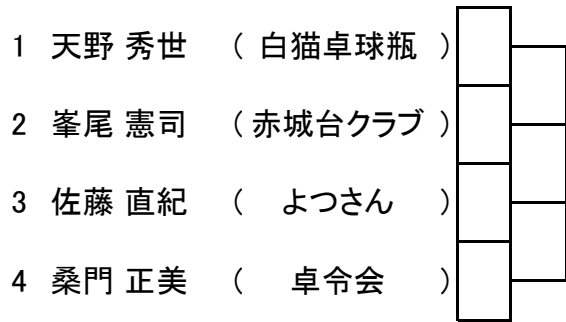 1 天野 秀世 ( 白猫卓球瓶 )
2 峯尾 憲司 ( 赤城台クラブ )
3 佐藤 直紀 ( よつさん )
4 桑門 正美 ( 卓令会 )